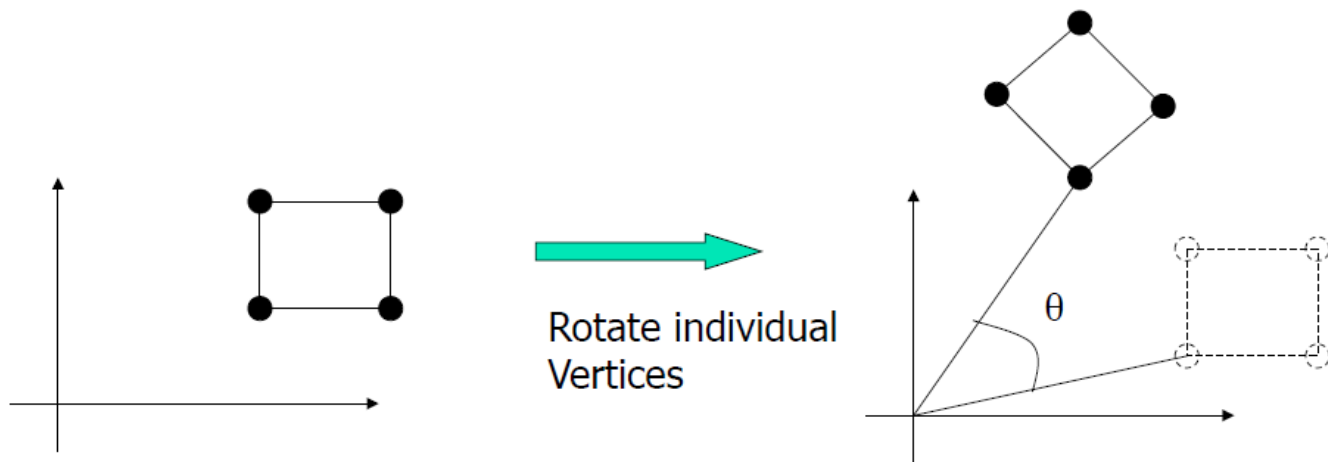 Rotate individual
Vertices
θ